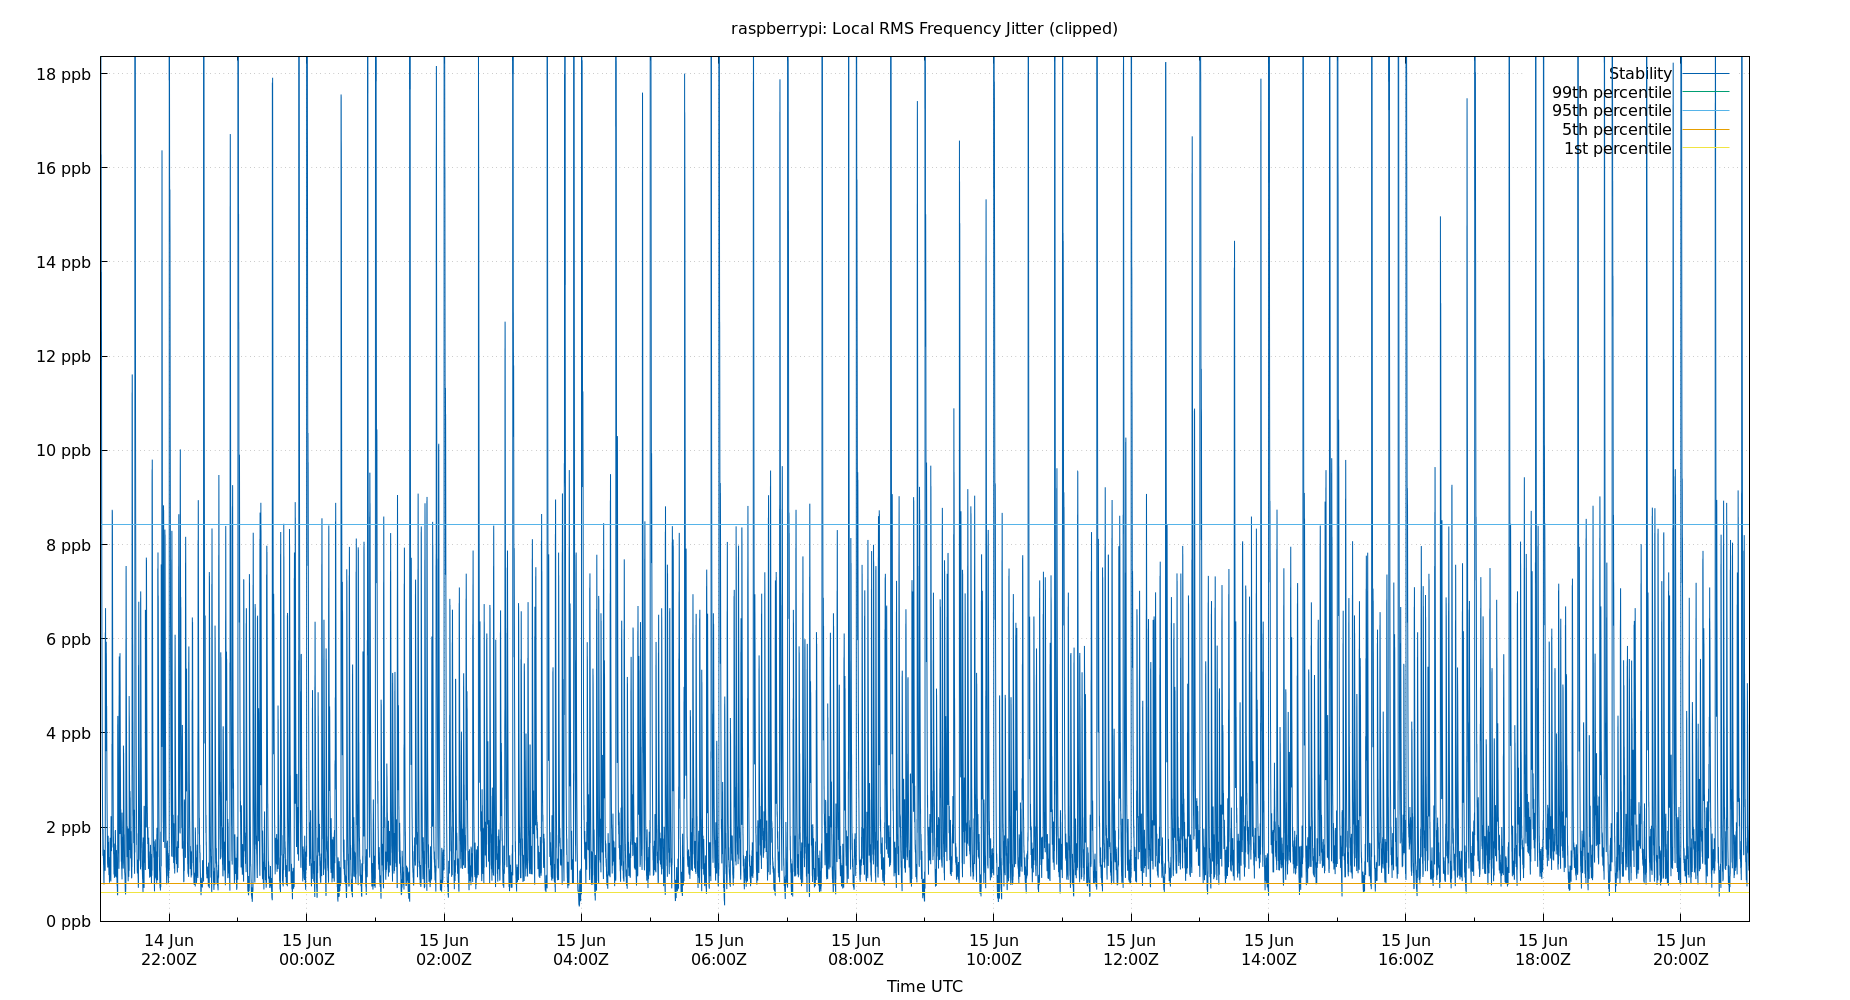 raspberrypi: Local RMS Frequency Jitter (clipped)
18 ppb
16 ppb
14 ppb
12 ppb
10 ppb
8 ppb
6 ppb
4 ppb
2 ppb
0 ppb
Stability
99th percentile
95th percentile
5th percentile
1st percentile
14 Jun 15 Jun 15 Jun 15 Jun 15 Jun 15 Jun 15 Jun 15 Jun 15 Jun 15 Jun 15 Jun 15 Jun
22:00Z 00:00Z 02:00Z 04:00Z 06:00Z 08:00Z 10:00Z 12:00Z 14:00Z 16:00Z 18:00Z 20:00Z
Time UTC